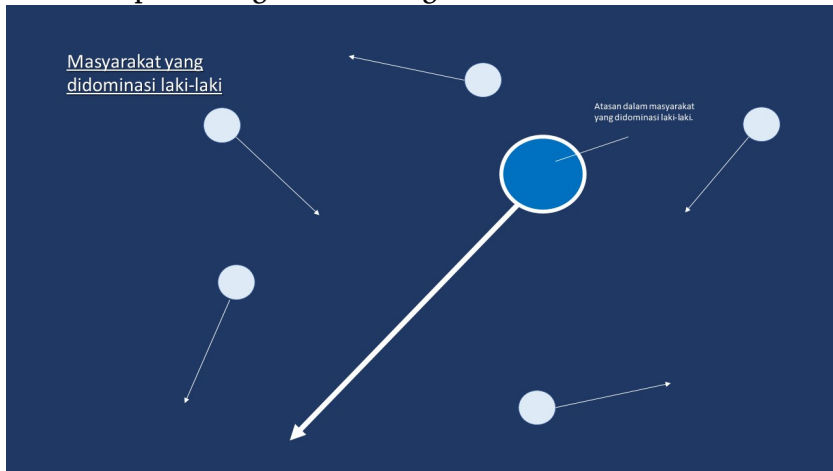 Masyarakat yang
didominasi laki-laki
Atasan dalam masyarakat
yang didominasi laki-laki.